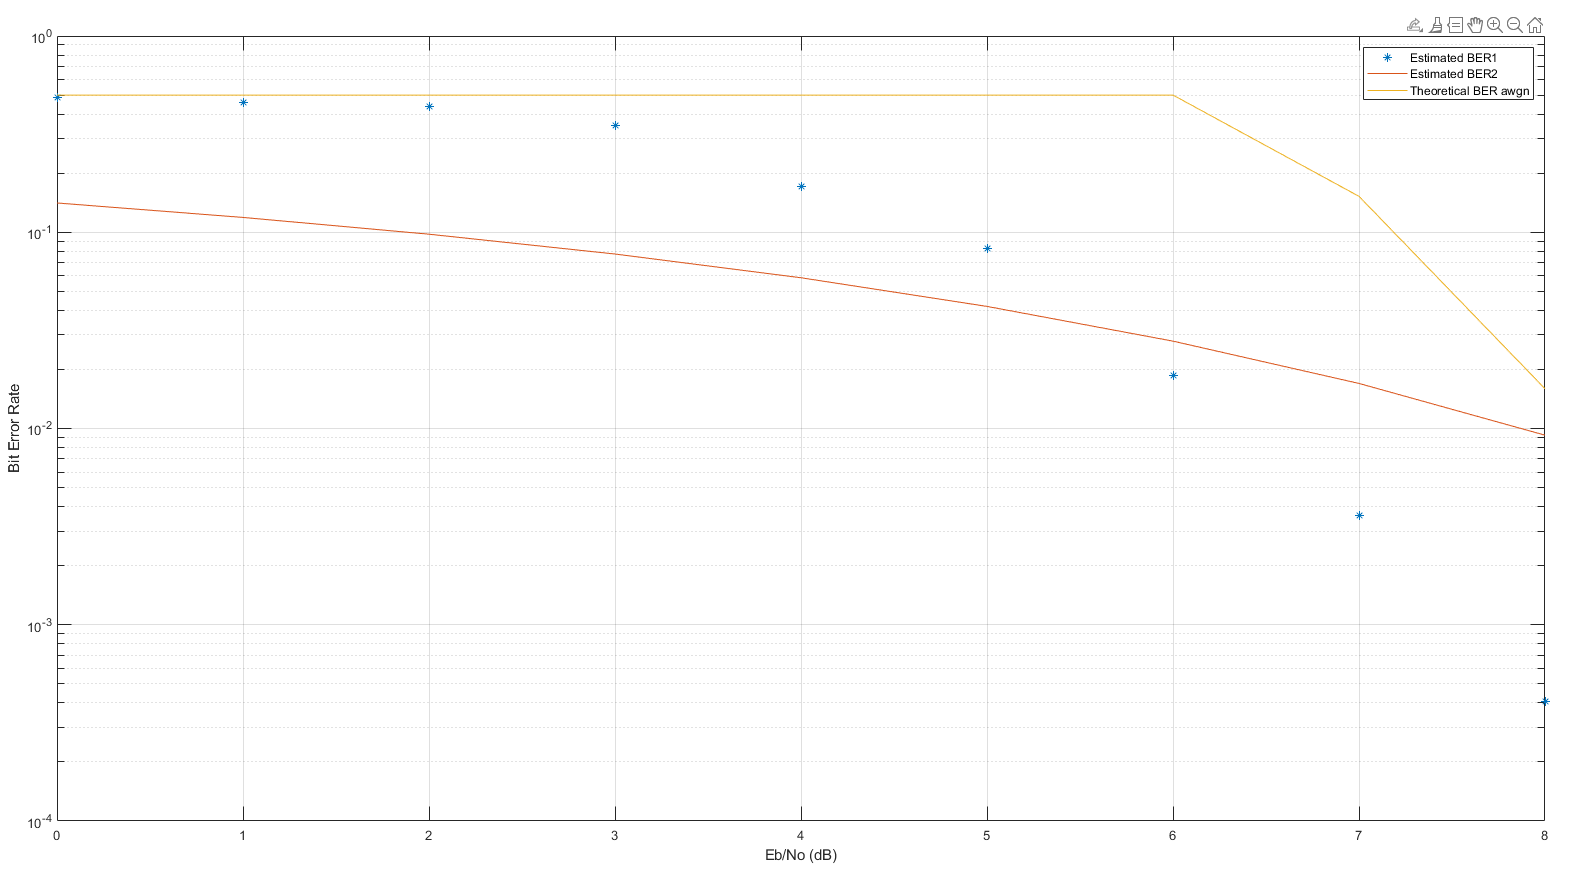 Estimated BER1
Estimated BER2
Theoretical BER awgn
10^0
10^-1
10^-2
10^-3
10^-4
Bit Error Rate
0 1 2 3 4 5 6 7 8
Eb/No (dB)